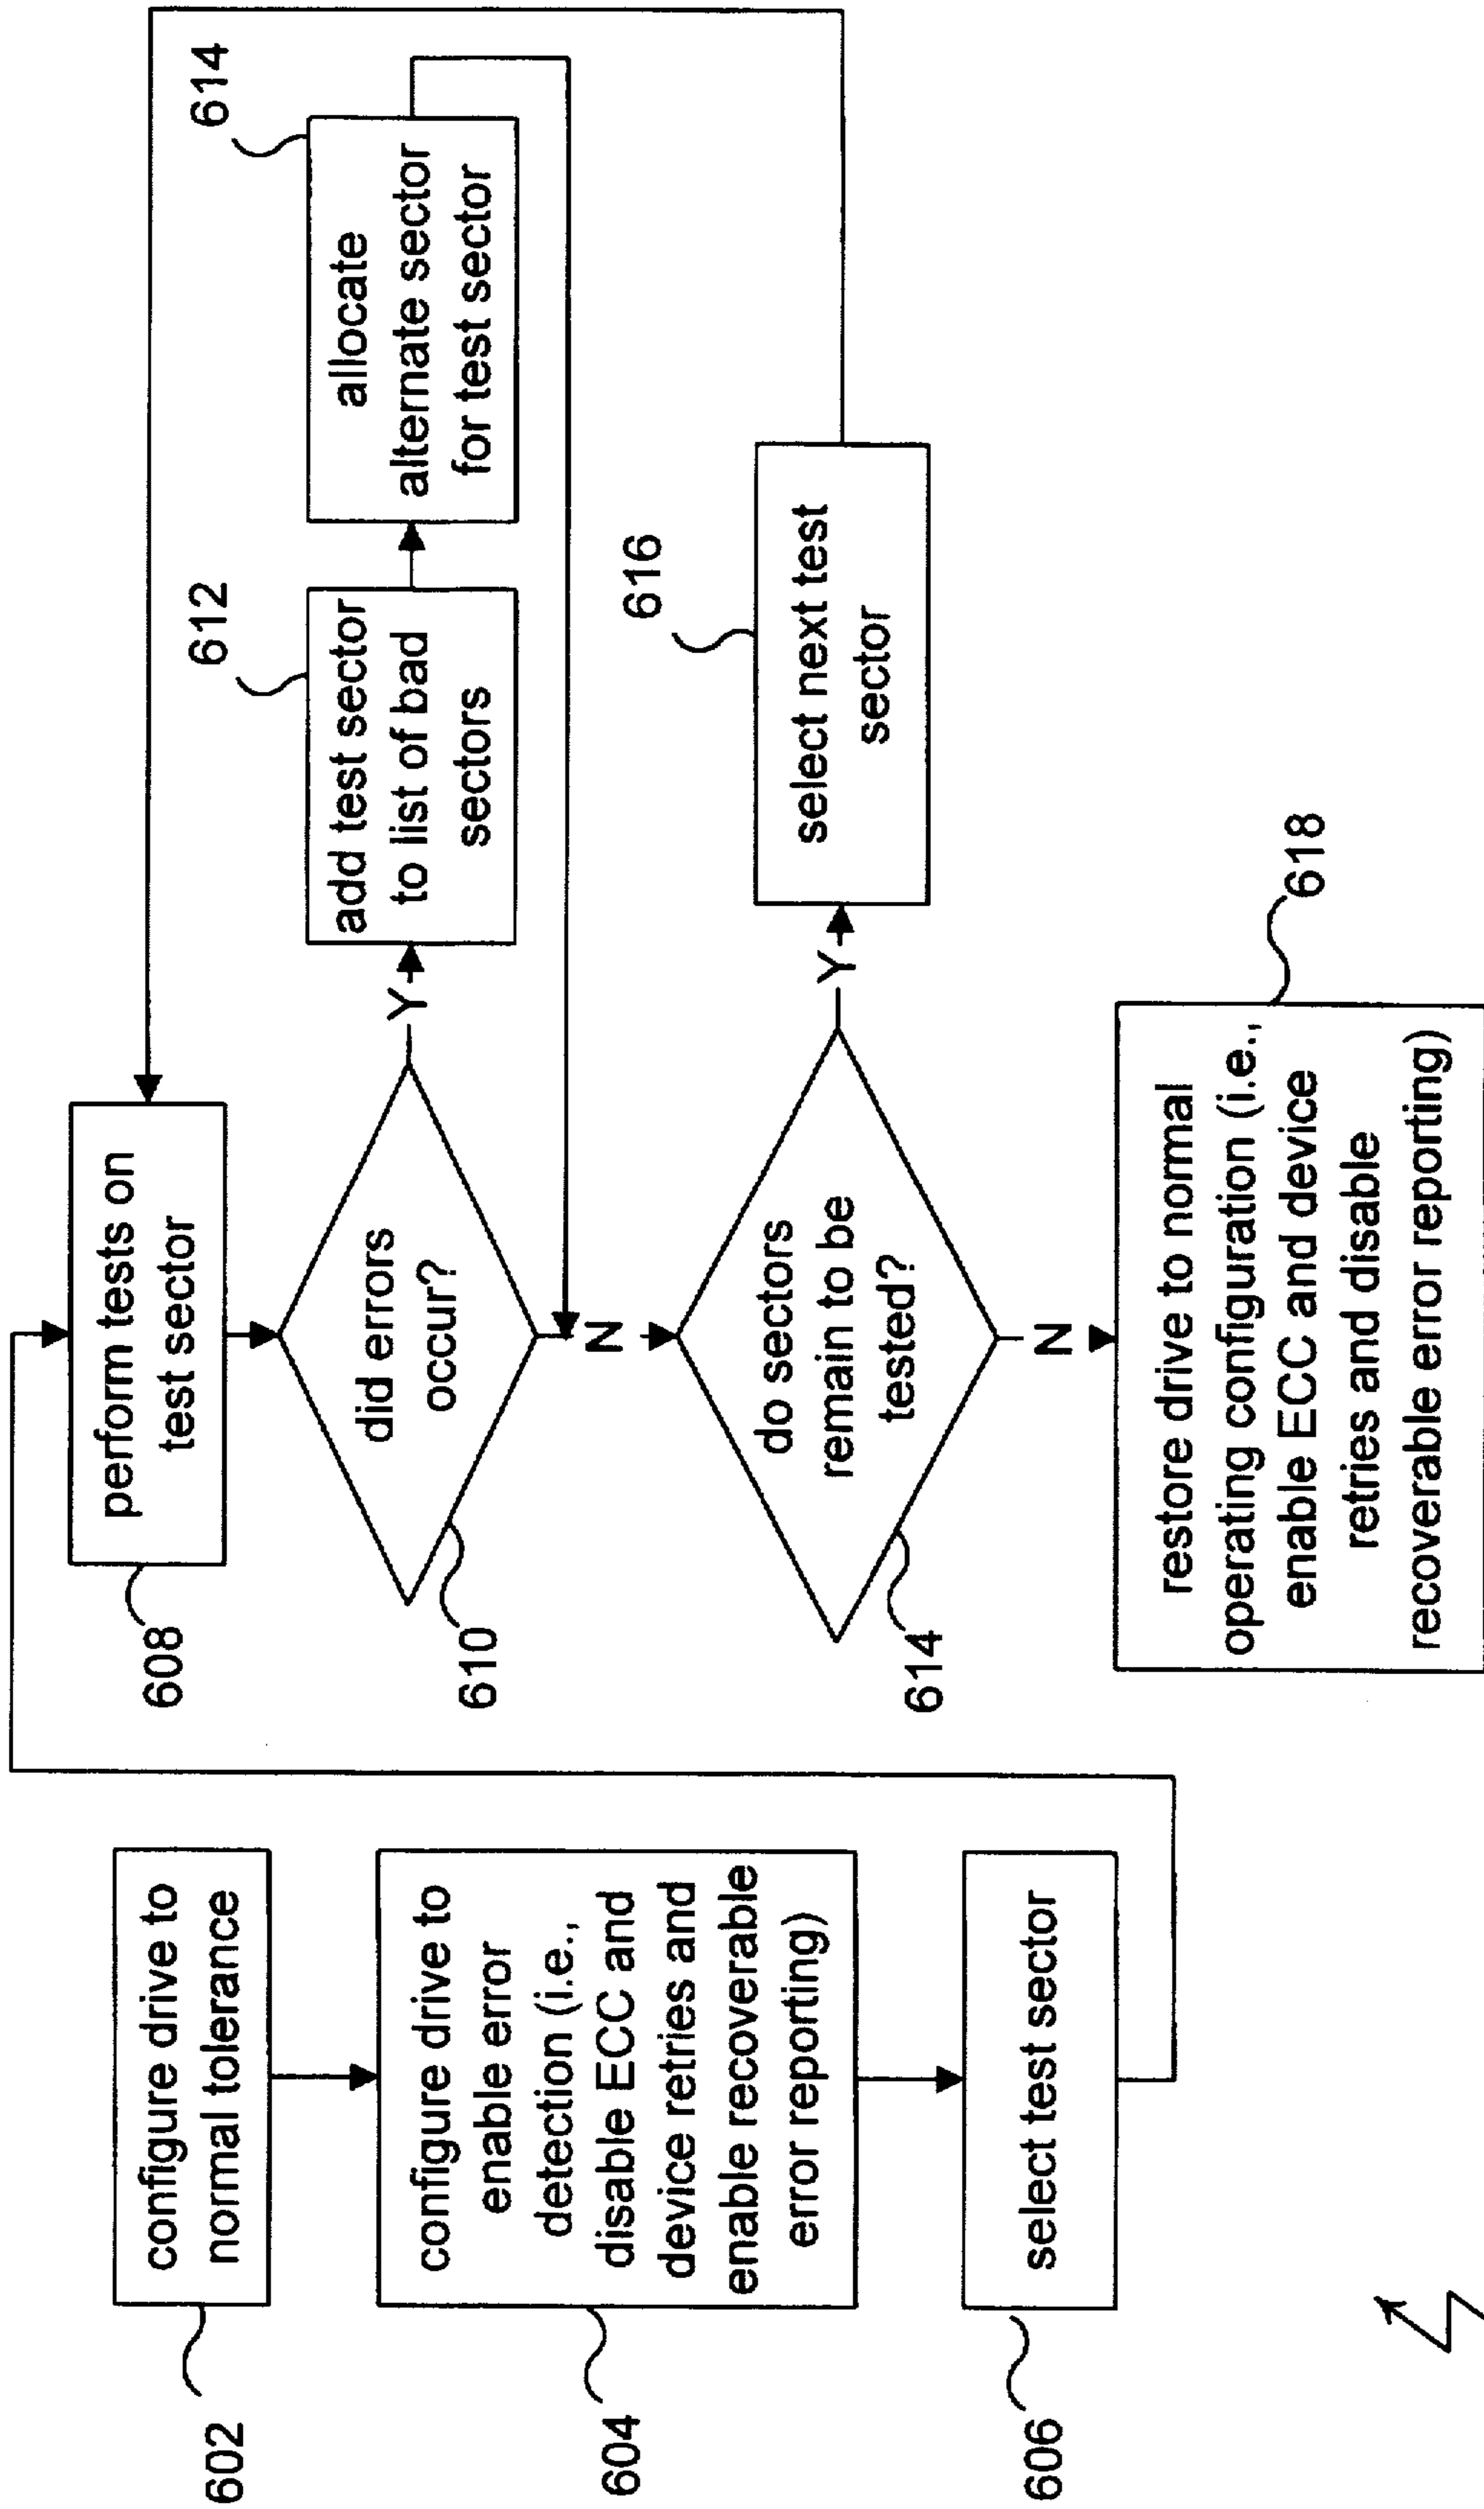 602
configure drive to
normal tolerance
604
configure drive to
enable error
detection (i.e.,
disable ECC and
device retries and
enable recoverable
error reporting)
606
select test sector
608
perform tests on
test sector
610
did errors
occur?
Y
612
add test sector
to list of bad
sectors
614
allocate
alternate sector
for test sector
N
614
do sectors
remain to be
tested?
Y
616
select next test
sector
N
618
restore drive to normal
operating configuration (i.e.,
enable ECC and device
retries and disable
recoverable error reporting)